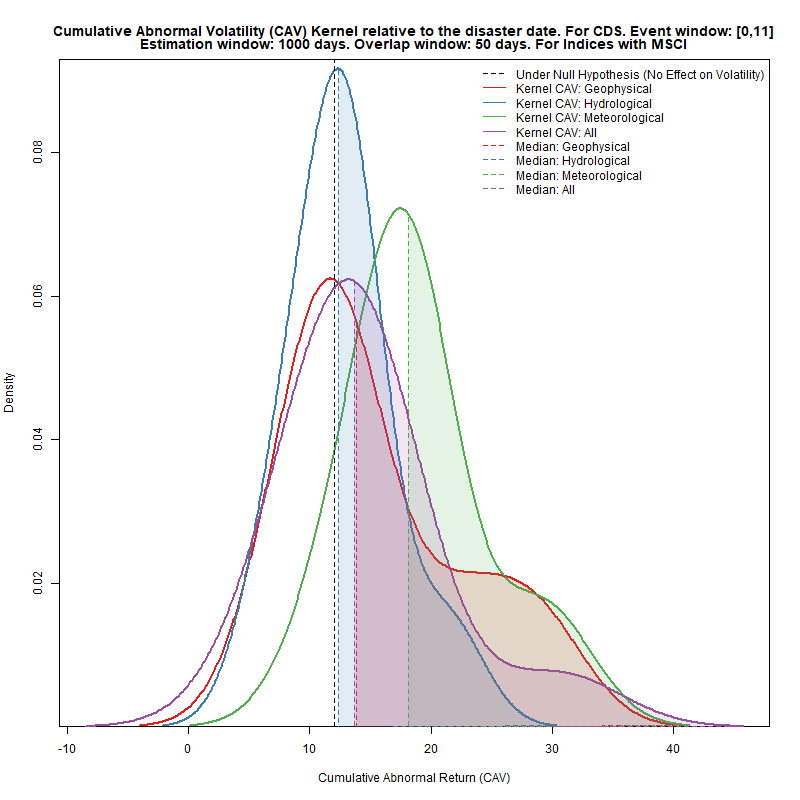 Cumulative Abnormal Volatility (CAV) Kernel relative to the disaster date. For CDS. Event window: [0,11]
Estimation window: 1000 days. Overlap window: 50 days. For Indices with MSCI
Under Null Hypothesis (No Effect on Volatility)
Kernel CAV: Geophysical
Kernel CAV: Hydrological
Kernel CAV: Meteorological
Kernel CAV: All
Median: Geophysical
Median: Hydrological
Median: Meteorological
Median: All
Density
0.08
0.06
0.04
0.02
-10
0
10
20
30
40
Cumulative Abnormal Return (CAV)